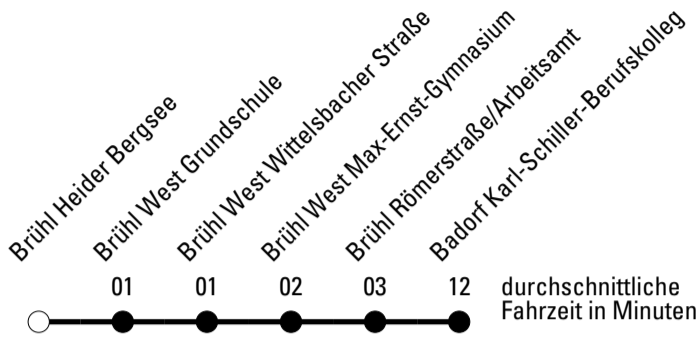 Brühl Heider Bergsee
Brühl West Grundschule
Brühl West Wittelsbacher Straße
Brühl West Max-Ernst-Gymnasium
Brühl Römerstraße/Arbeitsamt
Badorf Karl-Schiller-Berufskolleg
01 01 02 03 12 durchschnittliche
Fahrzeit in Minuten